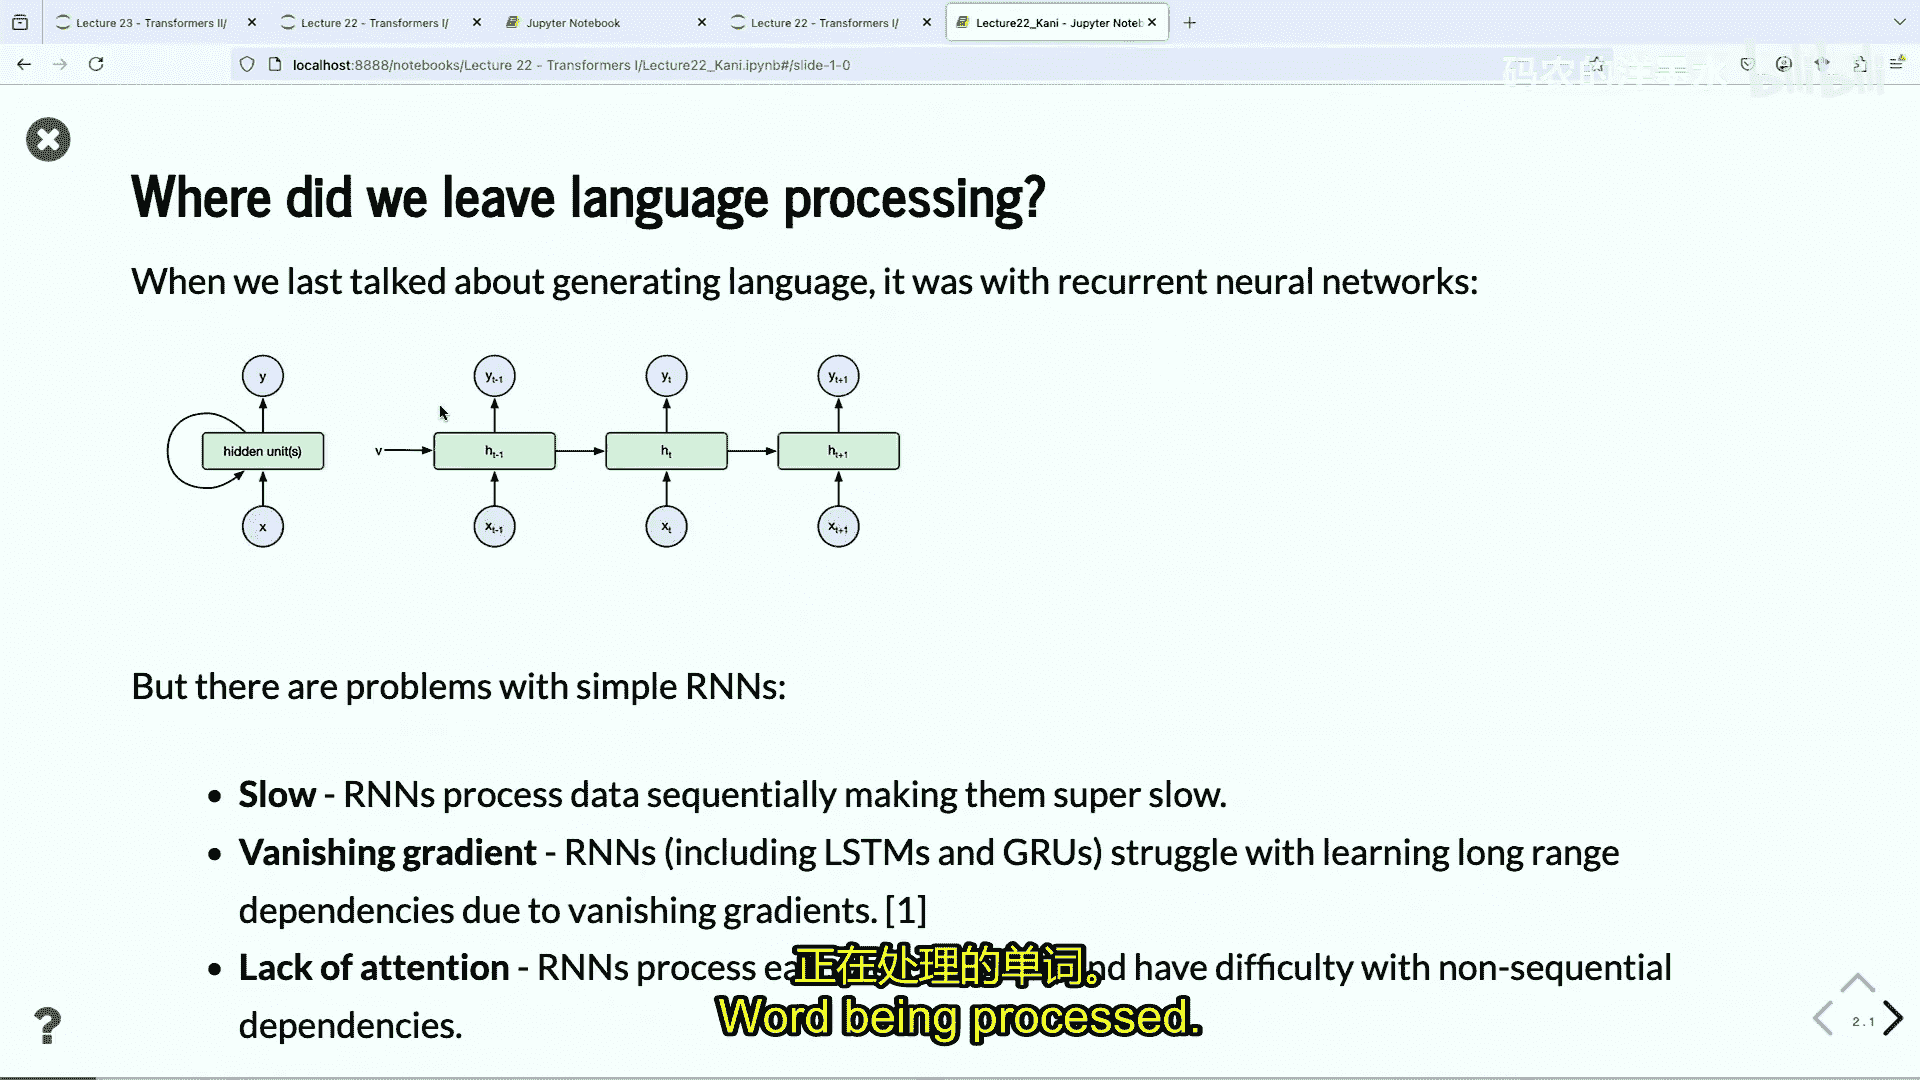 Lecture 23 - Transformers II/
Lecture 22 - Transformers I/
Jupyter Notebook
Lecture 22 - Transformers I/
Lecture22_Kani - Jupyter Noteb
localhost:8888/notebooks/Lecture 22 - Transformers I/Lecture22_Kani.ipynb#/slide-1-0
bilibili
Where did we leave language processing?
When we last talked about generating language, it was with recurrent neural networks:
y
yt-1
yt
yt+1
hidden unit(s)
v
ht-1
ht
ht+1
x
xt-1
xt
xt+1
But there are problems with simple RNNs:
• Slow - RNNs process data sequentially making them super slow.
• Vanishing gradient - RNNs (including LSTMs and GRUs) struggle with learning long range
dependencies due to vanishing gradients. [1]
• Lack of attention - RNNs process ea nd have difficulty with non-sequential
dependencies.
正在处理的单词。
Word being processed.
?
2.1